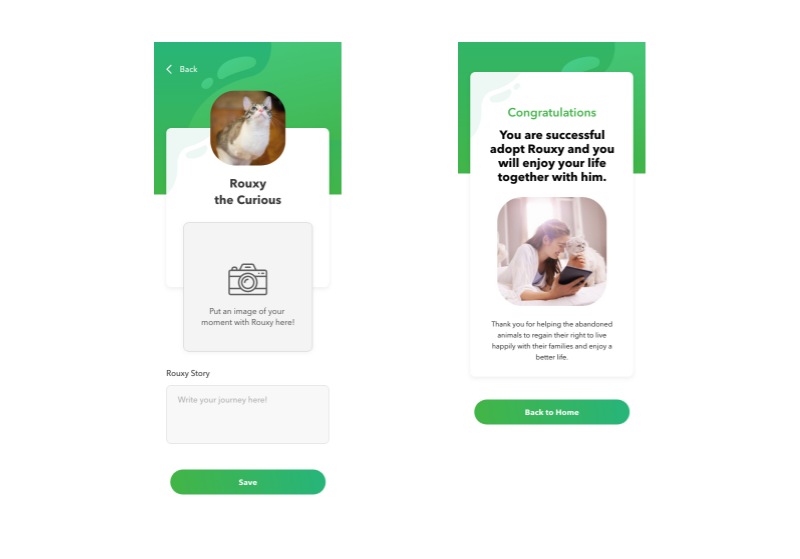 Back
Rouxy
the Curious
Put an image of your
moment with Rouxy here!
Rouxy Story
Write your journey here!
Save
Congratulations
You are successful
adopt Rouxy and you
will enjoy your life
together with him.
Thank you for helping the abandoned
animals to regain their right to live
happily with their families and enjoy a
better life.
Back to Home